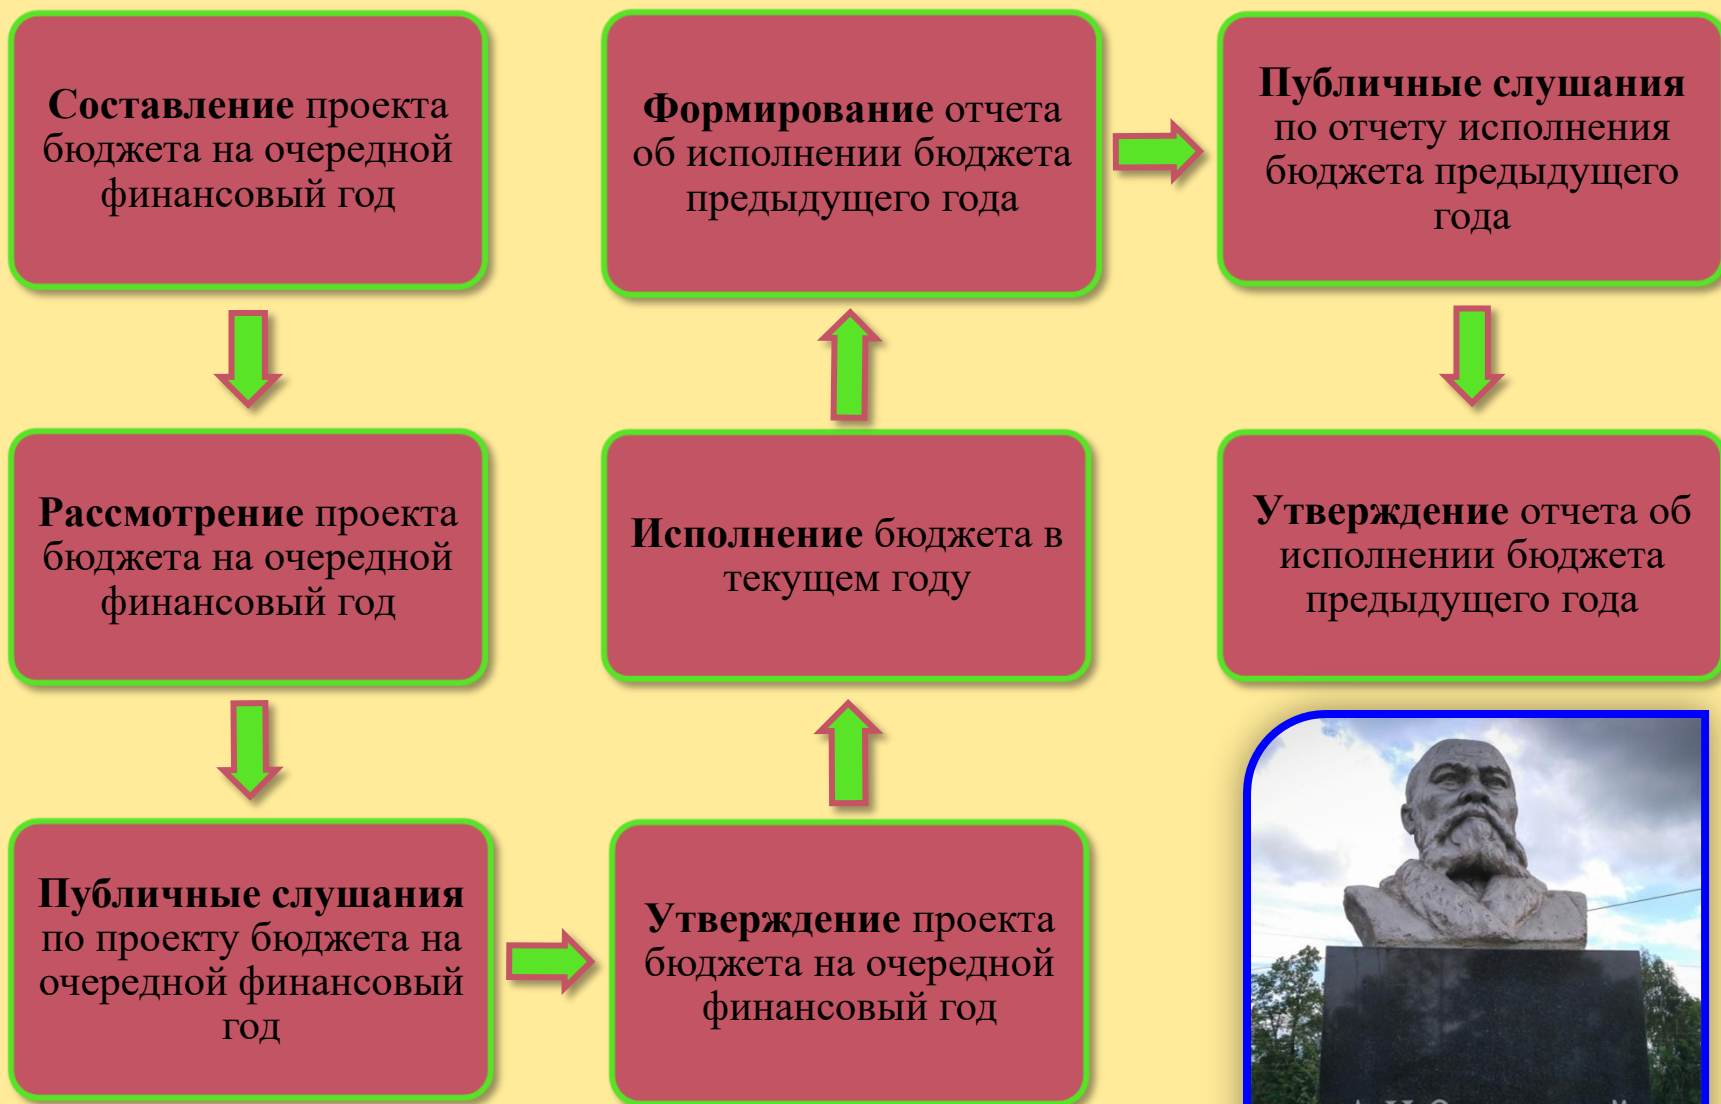 Составление проекта
бюджета на очередной
финансовый год
Рассмотрение проекта
бюджета на очередной
финансовый год
Публичные слушания
по проекту бюджета на
очередной финансовый
год
Утверждение проекта
бюджета на очередной
финансовый год
Исполнение бюджета в
текущем году
Формирование отчета
об исполнении бюджета
предыдущего года
Публичные слушания
по отчету исполнения
бюджета предыдущего
года
Утверждение отчета об
исполнении бюджета
предыдущего года